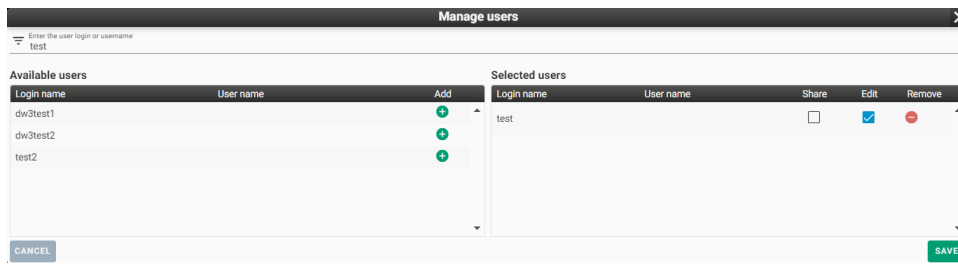 Manage users
Enter the user login or username
test
Available users
Login name User name Add
dw3test1
dw3test2
test2
Selected users
Login name User name Share Edit Remove
test
CANCEL
SAVE